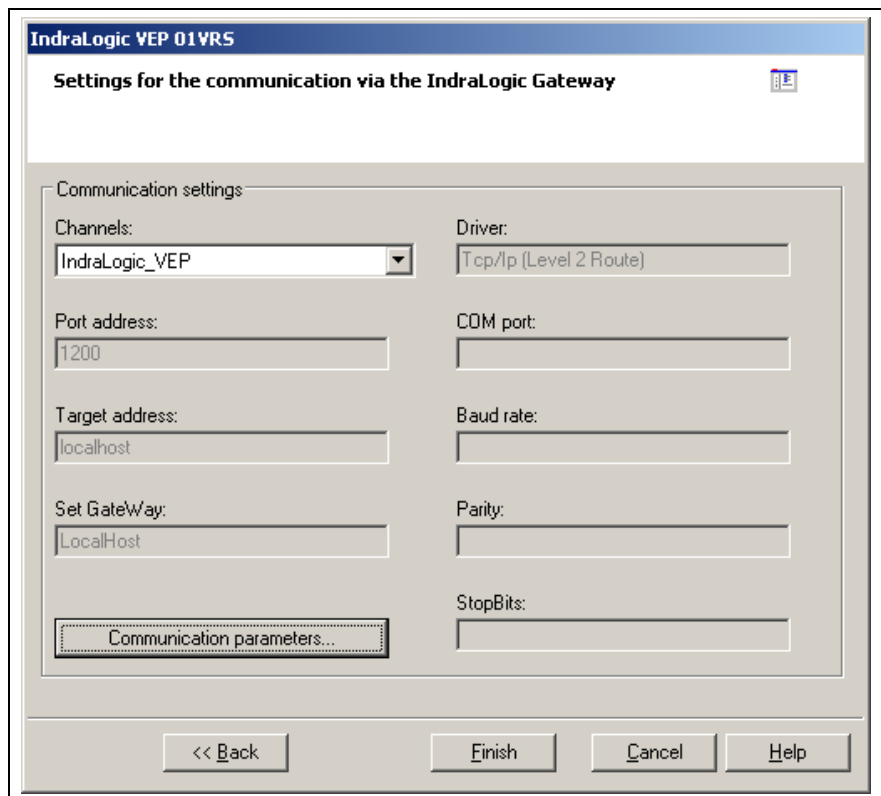 IndraLogic VEP 01VRS
Settings for the communication via the IndraLogic Gateway
Communication settings
Channels:
IndraLogic_VEP
Driver:
Tcp/Ip (Level 2 Route)
Port address:
1200
COM port:
Target address:
localhost
Baud rate:
Set GateWay:
LocalHost
Parity:
StopBits:
Communication parameters...
<< Back
Finish
Cancel
Help